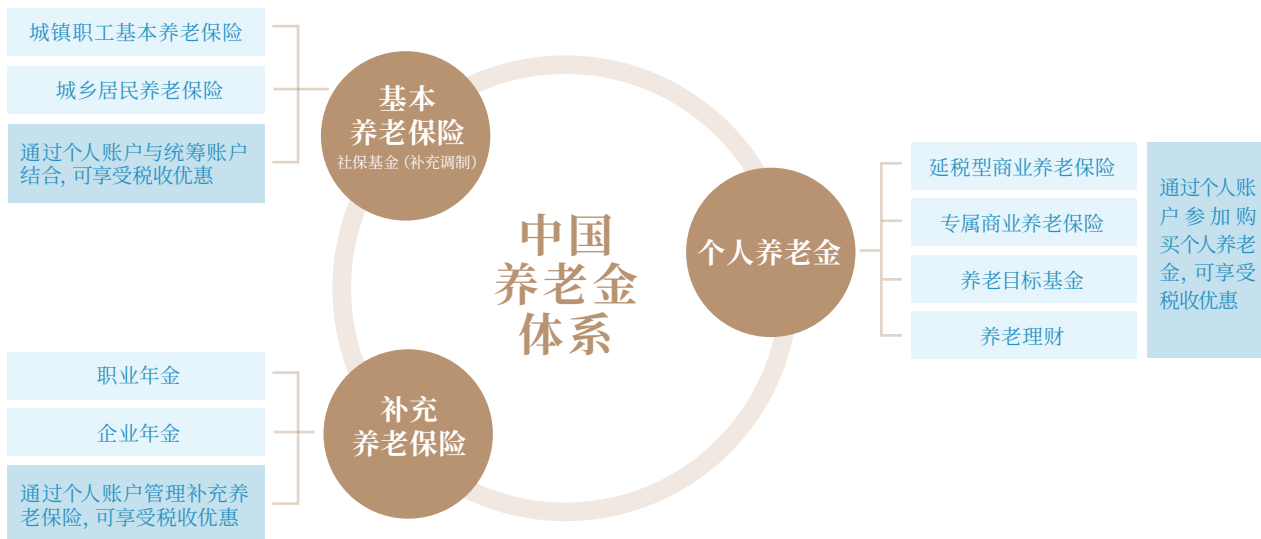 城镇职工基本养老保险
城乡居民养老保险
通过个人账户与统筹账户
结合，可享受税收优惠
基本
养老保险
社保基金（补充调制）
中国
养老金
体系
职业年金
企业年金
通过个人账户管理补充养
老保险，可享受税收优惠
补充
养老保险
个人养老金
延税型商业养老保险
专属商业养老保险
养老目标基金
养老理财
通过个人账
户参加购
买个人养老
金，可享受
税收优惠